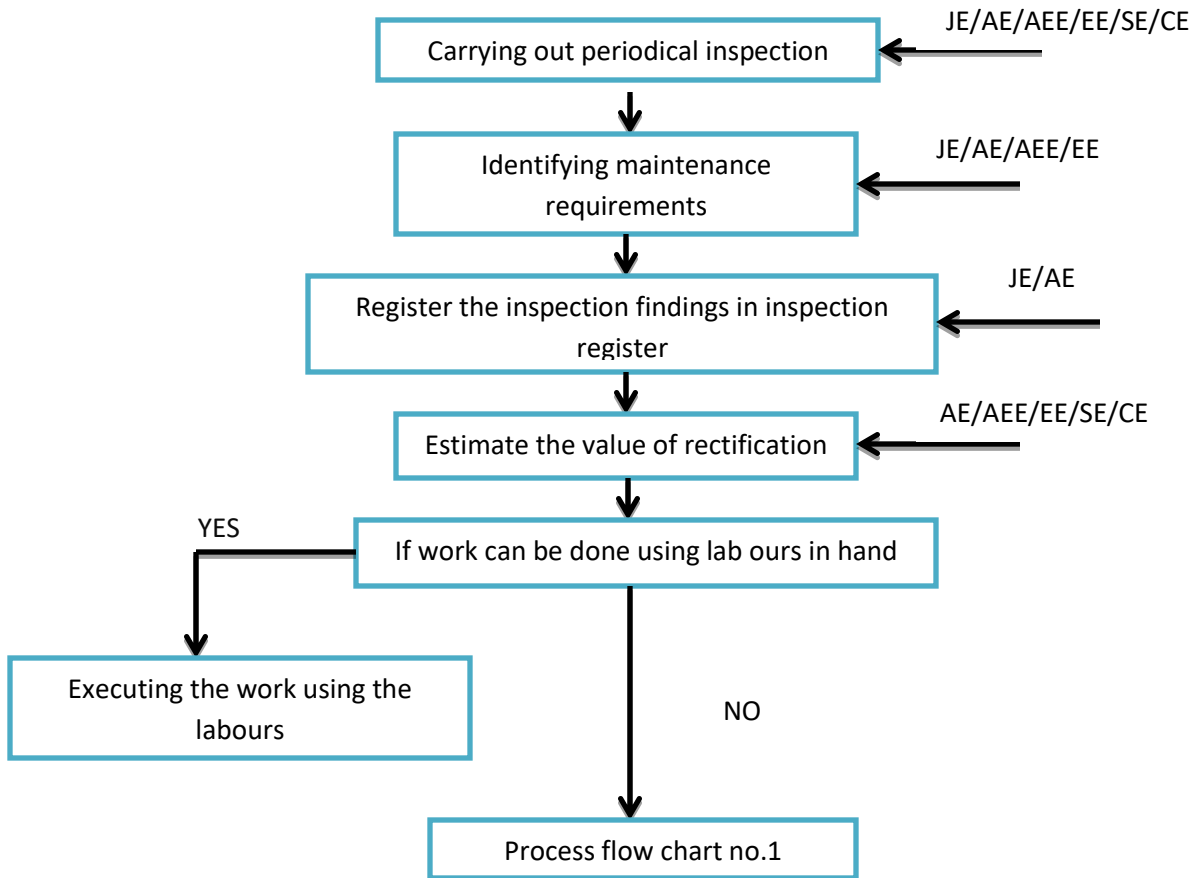 JE/AE/AEE/EE/SE/CE
Carrying out periodical inspection
JE/AE/AEE/EE
Identifying maintenance
requirements
JE/AE
Register the inspection findings in inspection
register
AE/AEE/EE/SE/CE
Estimate the value of rectification
YES
If work can be done using lab ours in hand
Executing the work using the
labours
NO
Process flow chart no.1